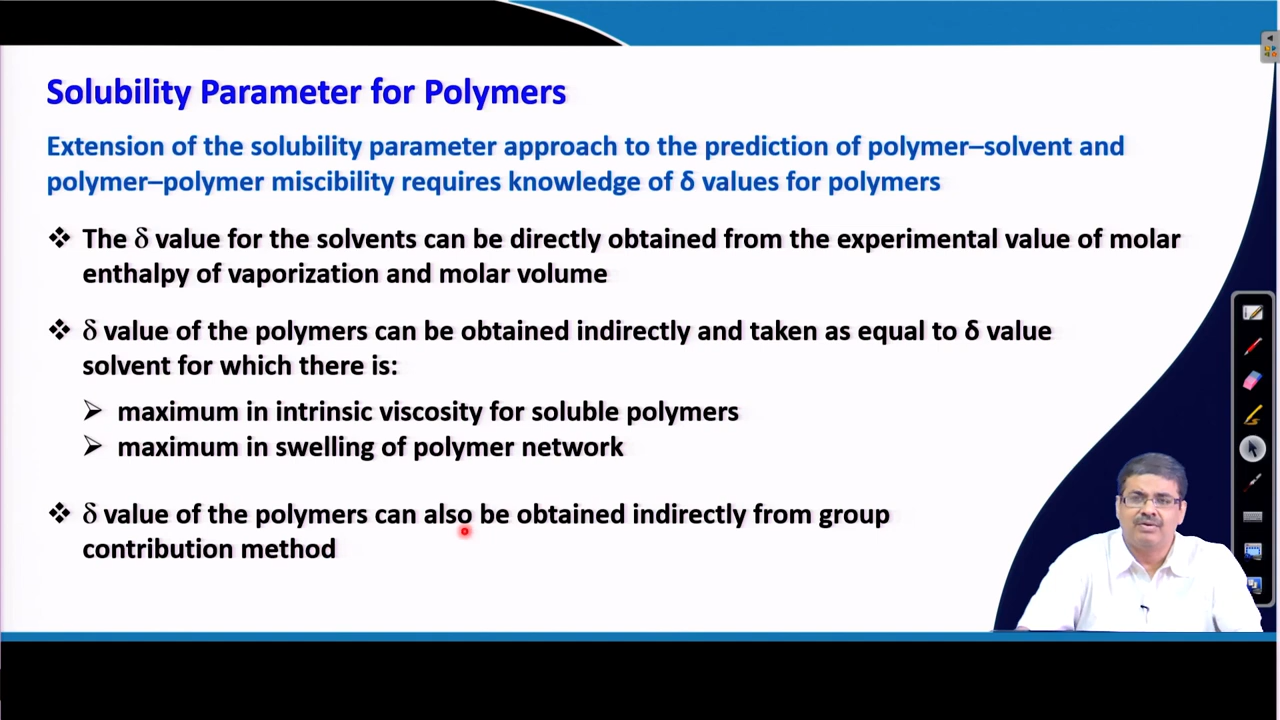 Solubility Parameter for Polymers
Extension of the solubility parameter approach to the prediction of polymer–solvent and
polymer–polymer miscibility requires knowledge of δ values for polymers
❖ The δ value for the solvents can be directly obtained from the experimental value of molar
enthalpy of vaporization and molar volume
❖ δ value of the polymers can be obtained indirectly and taken as equal to δ value
solvent for which there is:
➢ maximum in intrinsic viscosity for soluble polymers
➢ maximum in swelling of polymer network
❖ δ value of the polymers can also be obtained indirectly from group
contribution method